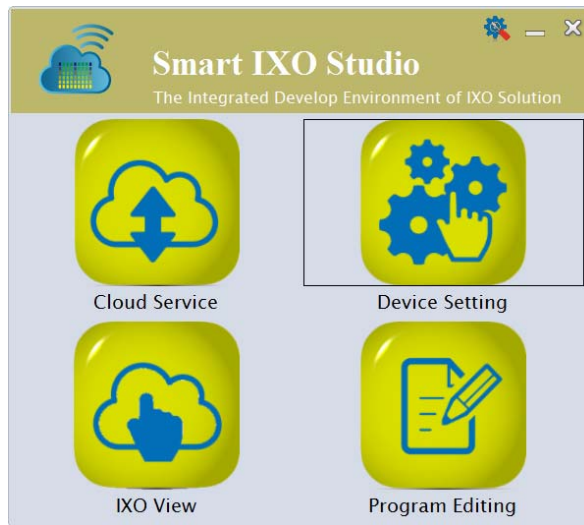 Smart IXO Studio
The Integrated Develop Environment of IXO Solution
Cloud Service
Device Setting
IXO View
Program Editing